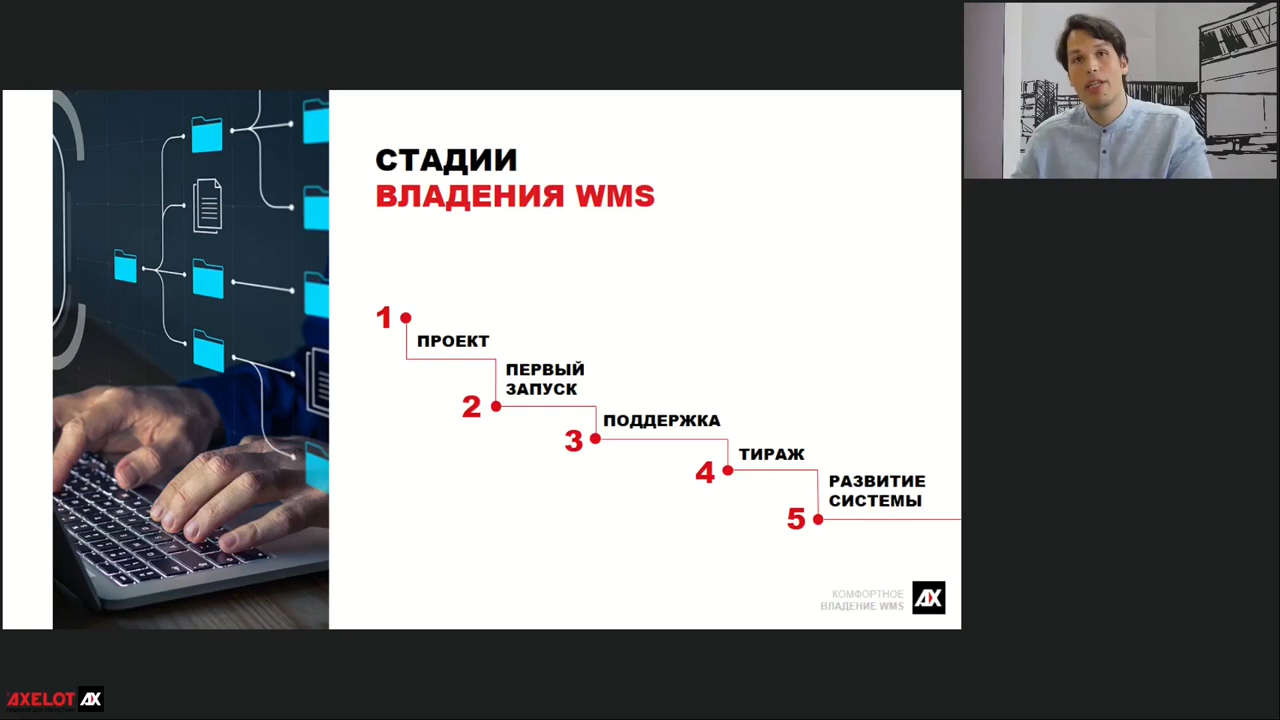 СТАДИИ
ВЛАДЕНИЯ WMS
1
ПРОЕКТ
ПЕРВЫЙ
ЗАПУСК
2
ПОДДЕРЖКА
3
ТИРАЖ
4
РАЗВИТИЕ
СИСТЕМЫ
5
КОМФОРТНОЕ
ВЛАДЕНИЕ WMS
AX
AXELOT AX